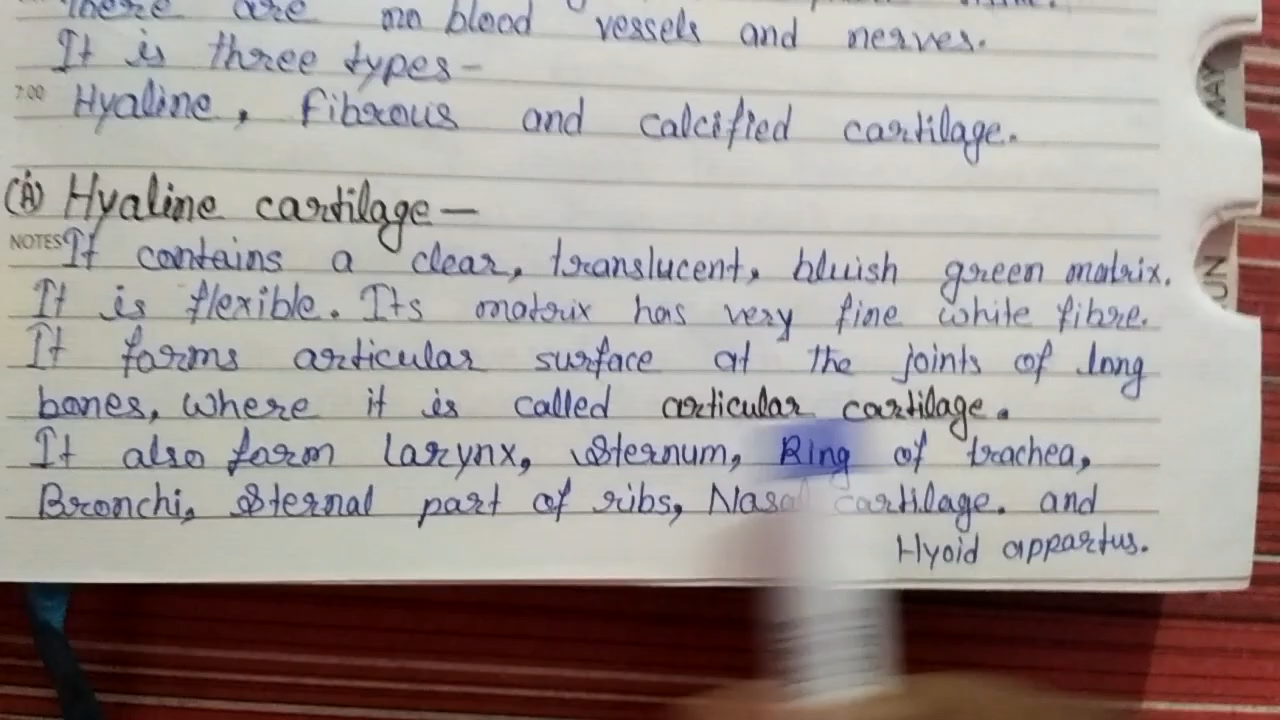 There are no blood vessels and nerves.
It is three types-
7:00 Hyaline, Fibrous and calcified cartilage.
(A) Hyaline cartilage—
NOTES It contains a clear, translucent, bluish green matrix.
It is flexible. Its matrix has very fine white fibre.
It forms articular surface at the joints of long
bones, where it is called articular cartilage.
It also form larynx, Sternum, Ring of trachea,
Bronchi, Sternal part of ribs, Nasal cartilage. and
Hyoid appartus.
MAY
JUN